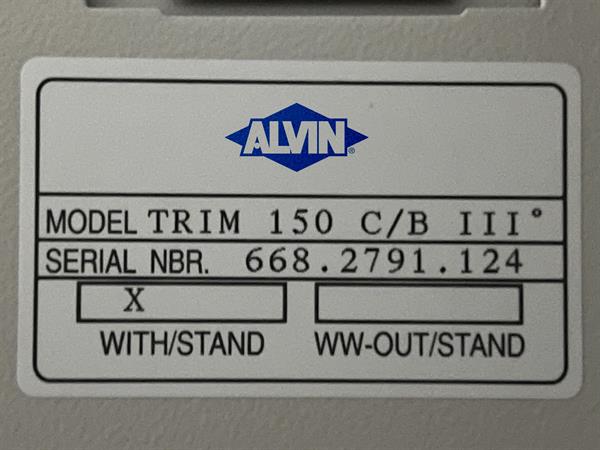 ALVIN®
MODEL TRIM 150 C/B III°
SERIAL NBR. 668.2791.124
X
WITH/STAND WW-OUT/STAND